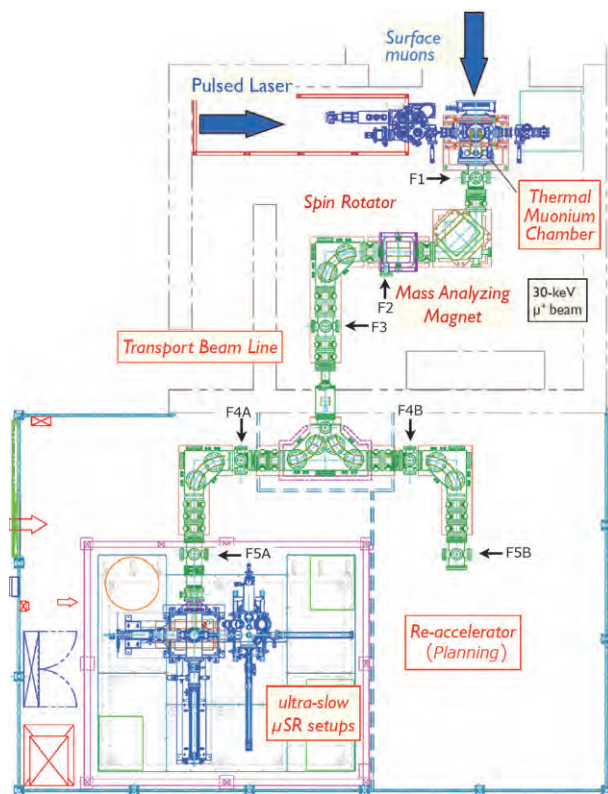 Surface
muons
Pulsed Laser
F1
Thermal
Muonium
Chamber
Spin Rotator
F2
Mass Analyzing
Magnet
30-keV
μ⁺ beam
F3
Transport Beam Line
F4A
F4B
F5A
F5B
Re-accelerator
(Planning)
ultra-slow
μSR setups